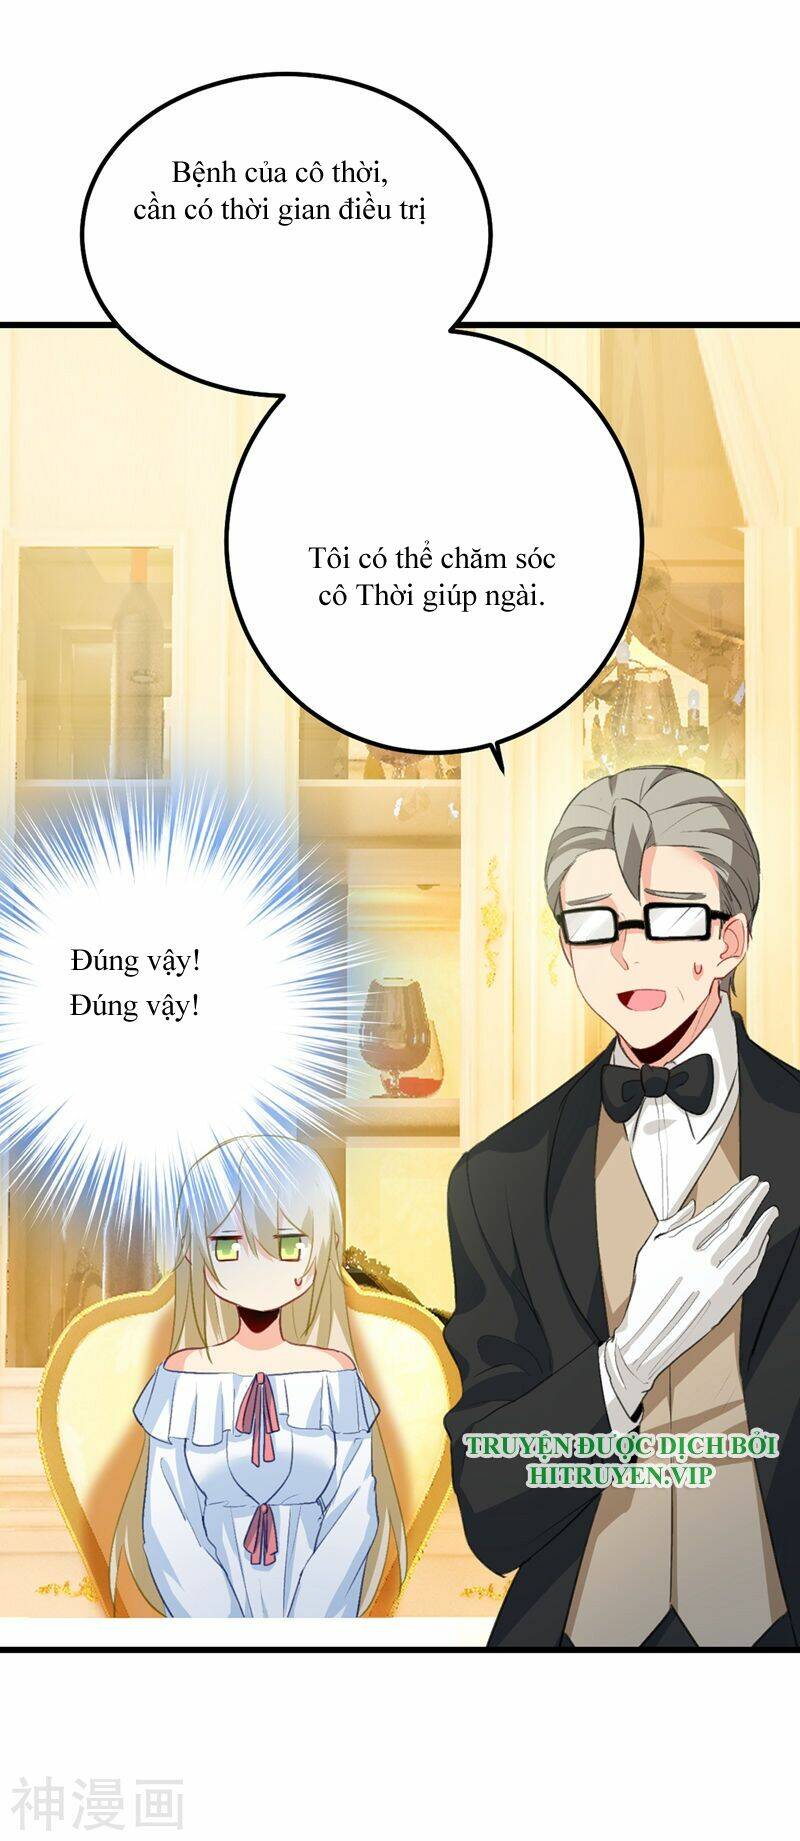 Bệnh của cô thời,
cần có thời gian điều trị
Tôi có thể chăm sóc
cô Thời giúp ngài.
Đúng vậy!
Đúng vậy!
TRUYỆN ĐƯỢC DỊCH BỞI
HITRUYEN.VIP
神漫画